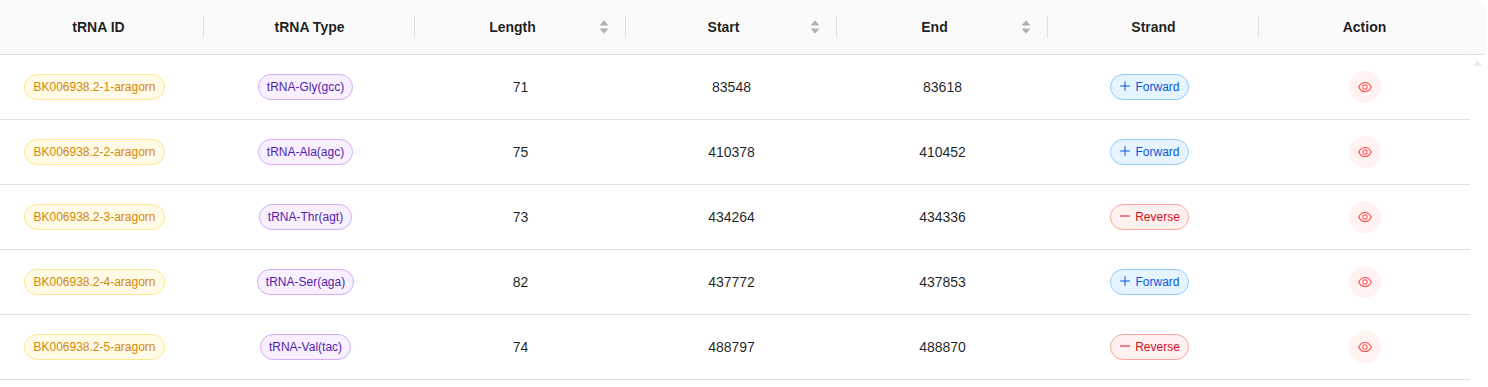 tRNA ID tRNA Type Length Start End Strand Action
BK006938.2-1-aragorn tRNA-Gly(gcc) 71 83548 83618 + Forward
BK006938.2-2-aragorn tRNA-Ala(agc) 75 410378 410452 + Forward
BK006938.2-3-aragorn tRNA-Thr(agt) 73 434264 434336 — Reverse
BK006938.2-4-aragorn tRNA-Ser(aga) 82 437772 437853 + Forward
BK006938.2-5-aragorn tRNA-Val(tac) 74 488797 488870 — Reverse